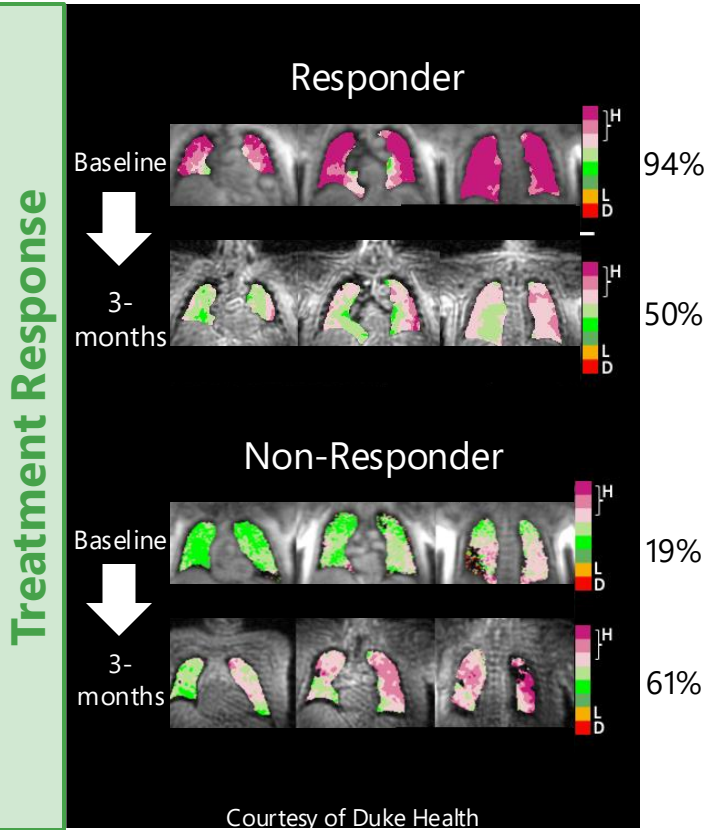 Treatment Response
Responder
Baseline
H
L
D
94%
3-
months
H
L
D
50%
Non-Responder
Baseline
H
L
D
19%
3-
months
H
L
D
61%
Courtesy of Duke Health